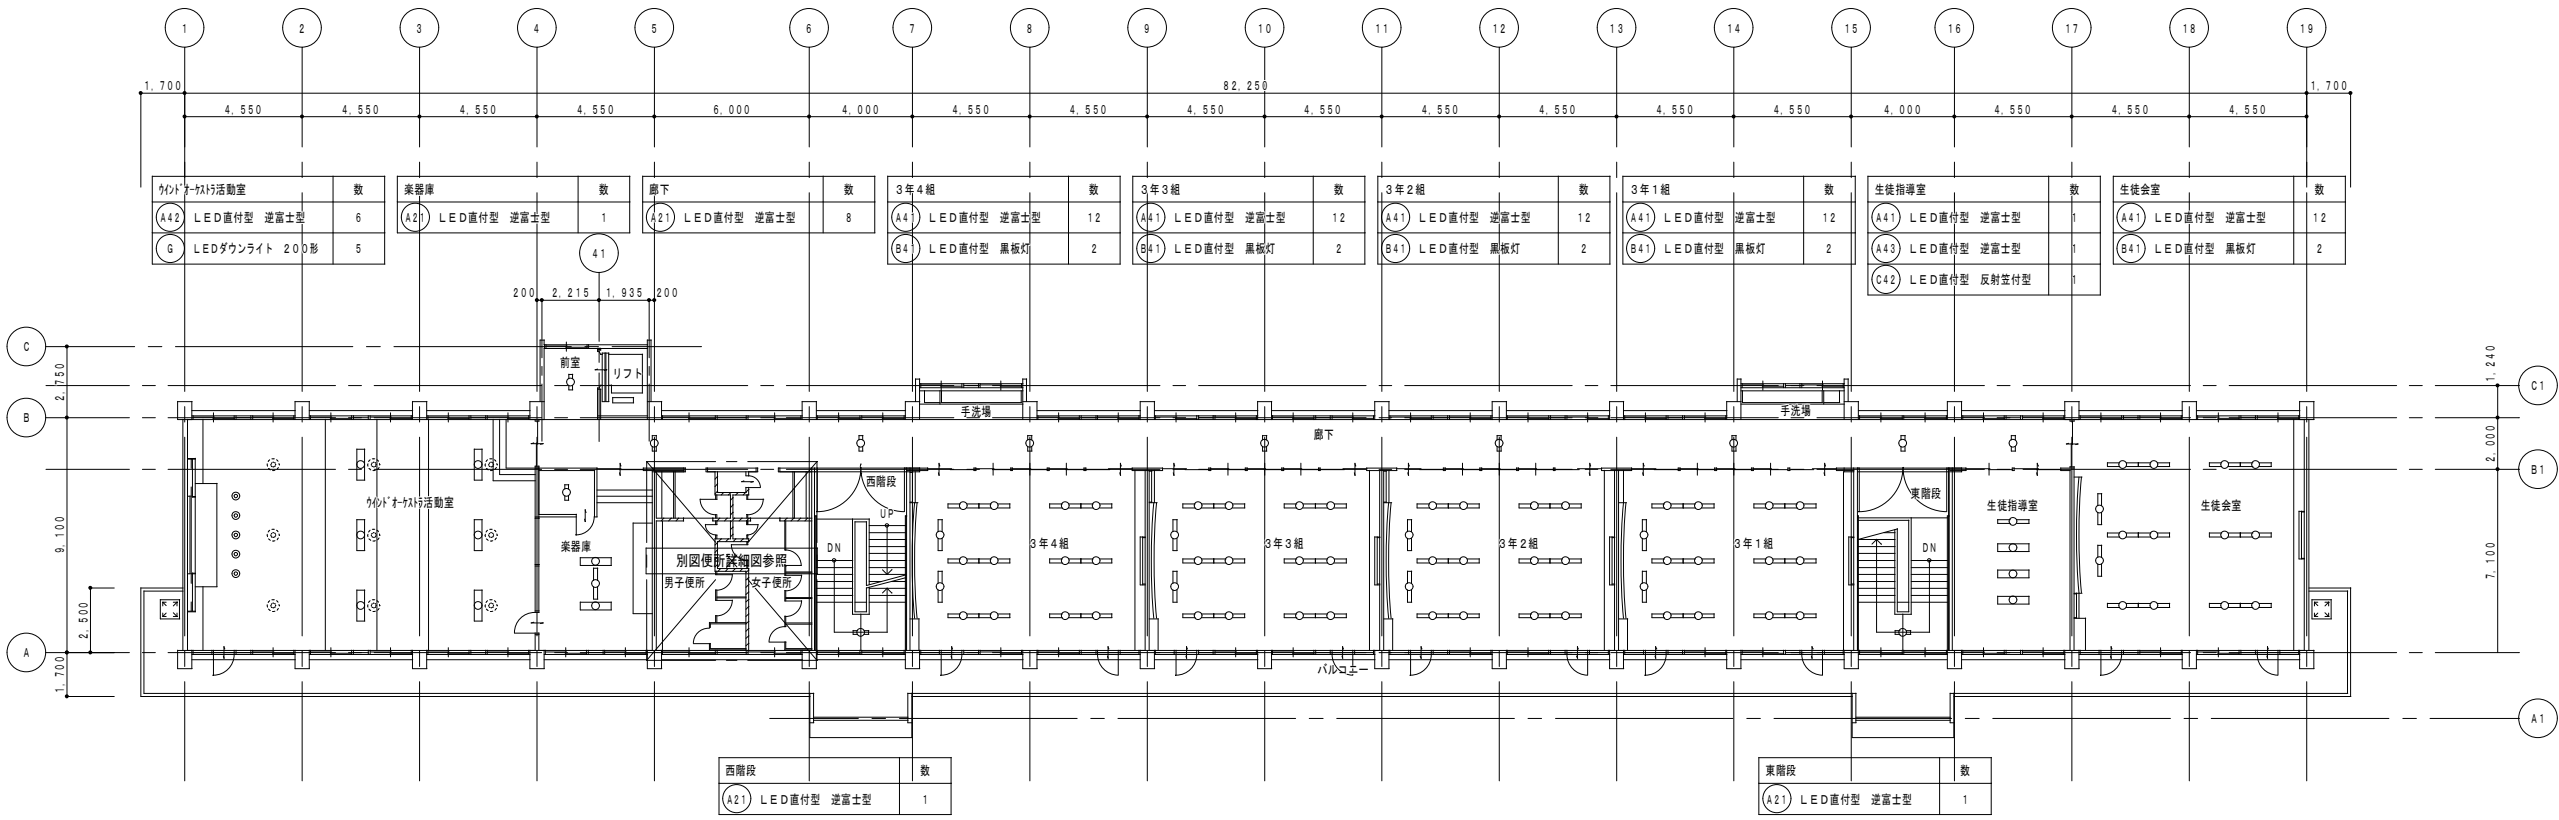 1 2 3 4 5 6 7 8 9 10 11 12 13 14 15 16 17 18 19
1,700 82,250 1,700
4,550 4,550 4,550 4,550 6,000 4,000 4,550 4,550 4,550 4,550 4,550 4,550 4,550 4,550 4,000 4,550 4,550 4,550
ｳｲﾝﾄﾞｵｰｹｽﾄﾗ活動室 数
A42 LED直付型 逆富士型 6
G LEDダウンライト 200形 5
楽器庫 数
A21 LED直付型 逆富士型 1
廊下 数
A21 LED直付型 逆富士型 8
3年4組 数
A41 LED直付型 逆富士型 12
B41 LED直付型 黒板灯 2
3年3組 数
A41 LED直付型 逆富士型 12
B41 LED直付型 黒板灯 2
3年2組 数
A41 LED直付型 逆富士型 12
B41 LED直付型 黒板灯 2
3年1組 数
A41 LED直付型 逆富士型 12
B41 LED直付型 黒板灯 2
生徒指導室 数
A41 LED直付型 逆富士型 1
A43 LED直付型 逆富士型 1
C42 LED直付型 反射笠付型 1
生徒会室 数
A41 LED直付型 逆富士型 12
B41 LED直付型 黒板灯 2
41
200 2,215 1,935 200
C
2,750
B
9,100
2,500
A
1,700
1,240
C1
2,000
B1
7,100
A1
前室
リフト
手洗場
手洗場
廊下
ｳｲﾝﾄﾞｵｰｹｽﾄﾗ活動室
楽器庫
別図便所詳細図参照
男子便所
女子便所
西階段
UP
DN
3年4組
3年3組
3年2組
3年1組
東階段
DN
生徒指導室
生徒会室
バルコニー
西階段 数
A21 LED直付型 逆富士型 1
東階段 数
A21 LED直付型 逆富士型 1